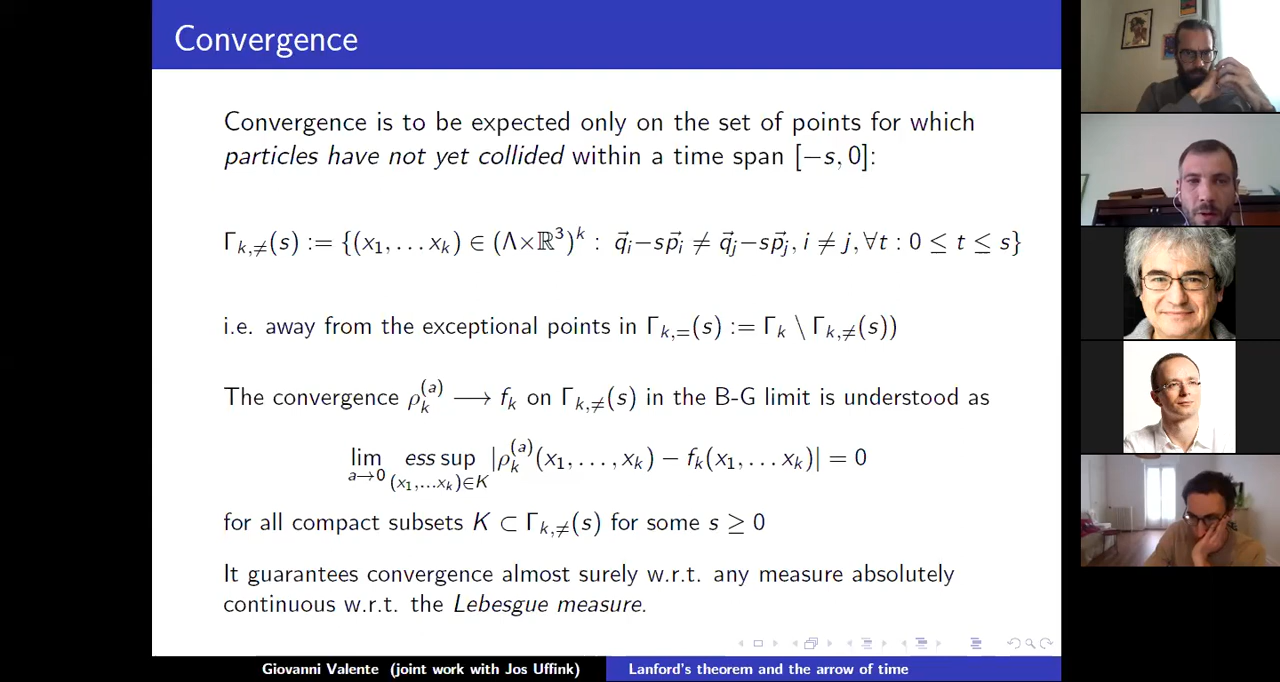 Convergence
Convergence is to be expected only on the set of points for which
particles have not yet collided within a time span [−s, 0]:
Γ_{k,≠}(s) := {(x₁, … x_k) ∈ (Λ×ℝ³)^k : q⃗_i−sp⃗_i ≠ q⃗_j−sp⃗_j, i ≠ j, ∀t : 0 ≤ t ≤ s}
i.e. away from the exceptional points in Γ_{k,=}(s) := Γ_k \ Γ_{k,≠}(s))
The convergence ρ_k^{(a)} ⟶ f_k on Γ_{k,≠}(s) in the B-G limit is understood as
lim_{a→0} ess sup_{(x₁,…x_k)∈K} |ρ_k^{(a)}(x₁, …, x_k) − f_k(x₁, … x_k)| = 0
for all compact subsets K ⊂ Γ_{k,≠}(s) for some s ≥ 0
It guarantees convergence almost surely w.r.t. any measure absolutely
continuous w.r.t. the Lebesgue measure.
Giovanni Valente (joint work with Jos Uffink) Lanford's theorem and the arrow of time